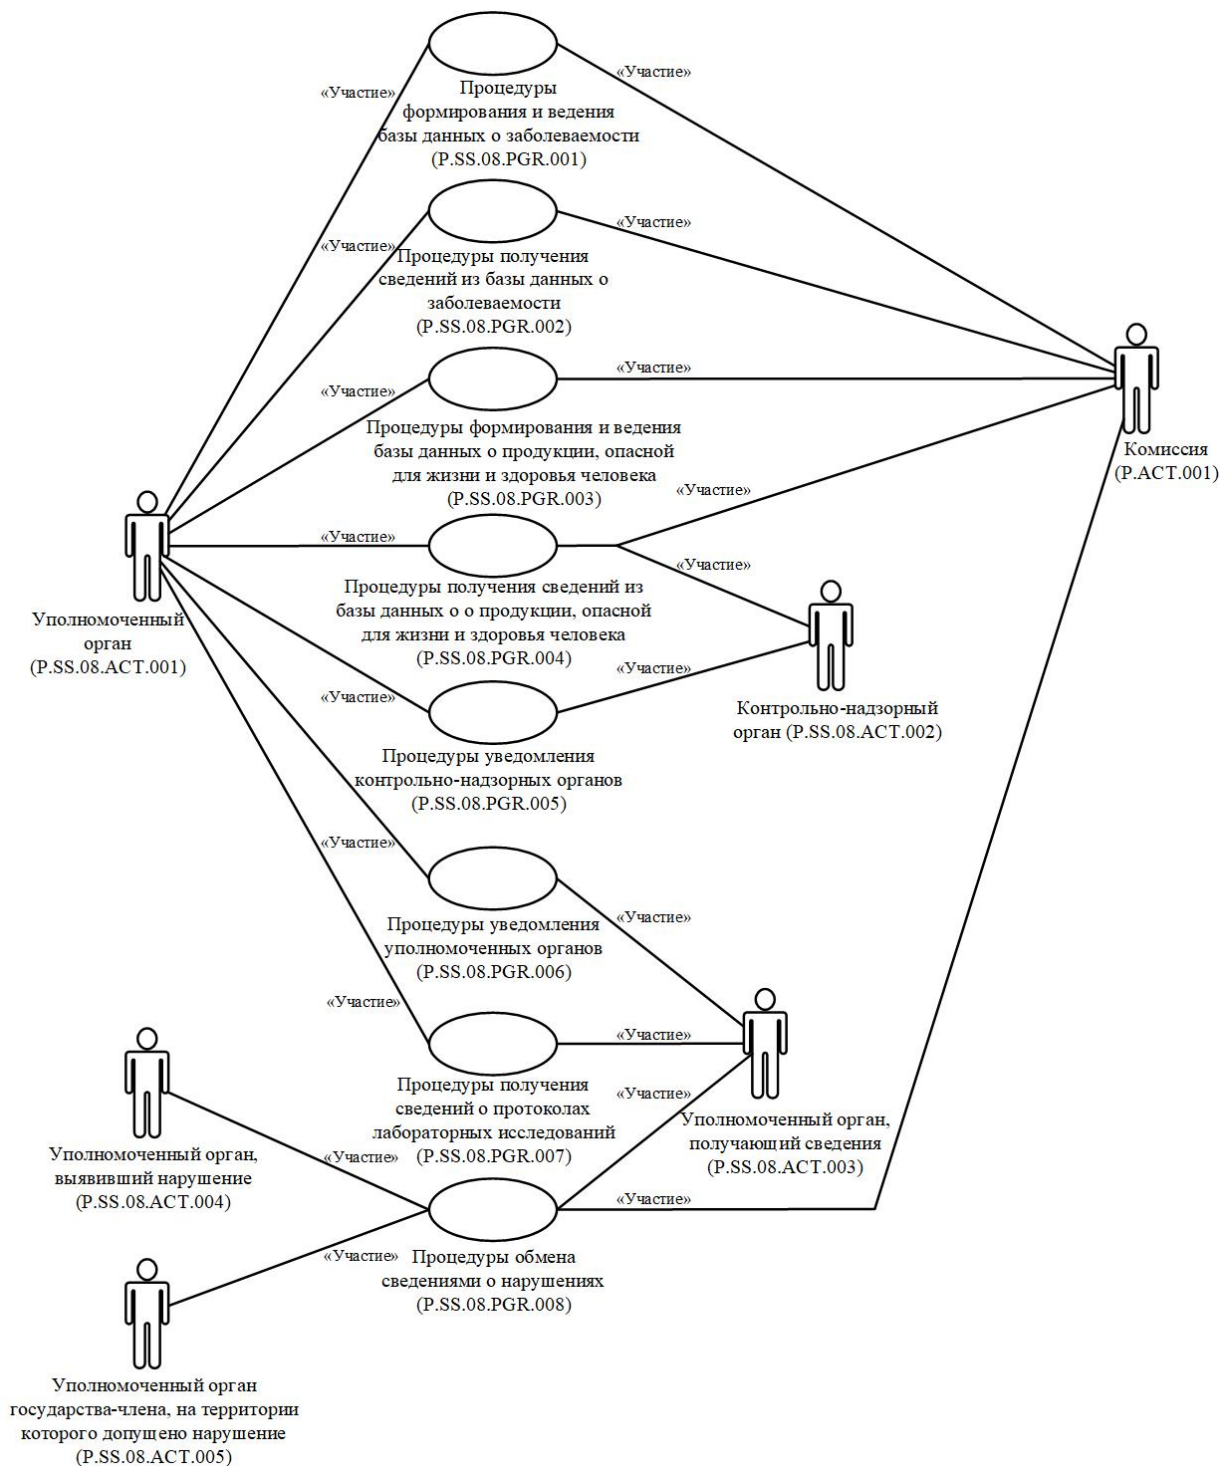 «Участие»
«Участие»
Процедуры
формирования и ведения
базы данных о заболеваемости
(P.SS.08.PGR.001)
«Участие»
«Участие»
Процедуры получения
сведений из базы данных о
заболеваемости
(P.SS.08.PGR.002)
«Участие»
«Участие»
Процедуры формирования и ведения
базы данных о продукции, опасной
для жизни и здоровья человека
(P.SS.08.PGR.003)
Комиссия
(P.ACT.001)
«Участие»
«Участие»
«Участие»
Процедуры получения сведений из
базы данных о о продукции, опасной
для жизни и здоровья человека
(P.SS.08.PGR.004)
Уполномоченный
орган
(P.SS.08.ACT.001)
«Участие»
«Участие»
Контрольно-надзорный
орган (P.SS.08.ACT.002)
Процедуры уведомления
контрольно-надзорных органов
(P.SS.08.PGR.005)
«Участие»
«Участие»
Процедуры уведомления
уполномоченных органов
(P.SS.08.PGR.006)
«Участие»
«Участие»
Процедуры получения
сведений о протоколах
лабораторных исследований
(P.SS.08.PGR.007)
«Участие»
Уполномоченный орган,
получающий сведения
(P.SS.08.ACT.003)
Уполномоченный орган,
выявивший нарушение
(P.SS.08.ACT.004)
«Участие»
«Участие»
«Участие»
Процедуры обмена
сведениями о нарушениях
(P.SS.08.PGR.008)
Уполномоченный орган
государства-члена, на территории
которого допущено нарушение
(P.SS.08.ACT.005)